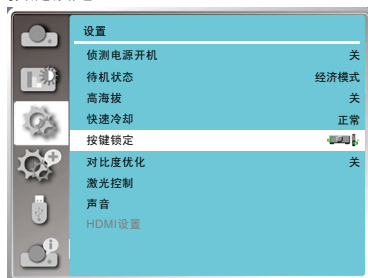 设置
侦测电源开机 关
待机状态 经济模式
高海拔 关
快速冷却 正常
按键锁定
对比度优化 关
激光控制
声音
HDMI设置